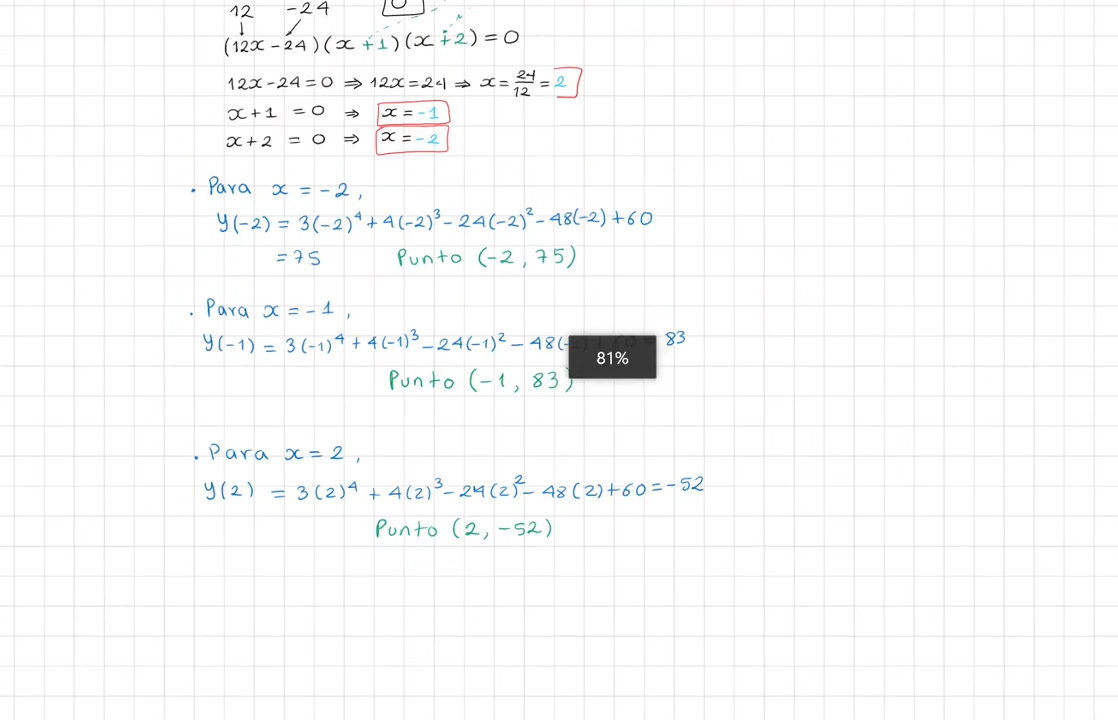 12 -24 0
(12x-24)(x+1)(x+2)=0
12x-24=0 ⇒ 12x=24 ⇒ x=24/12=2
x+1 =0 ⇒ x=-1
x+2 =0 ⇒ x=-2
. Para x=-2,
y(-2) = 3(-2)⁴+4(-2)³-24(-2)²-48(-2)+60
=75 Punto (-2,75)
. Para x=-1,
y(-1) = 3(-1)⁴+4(-1)³-24(-1)²-48(- 83
81%
Punto (-1, 83)
. Para x=2,
y(2) = 3(2)⁴+4(2)³-24(2)²-48(2)+60=-52
Punto (2,-52)